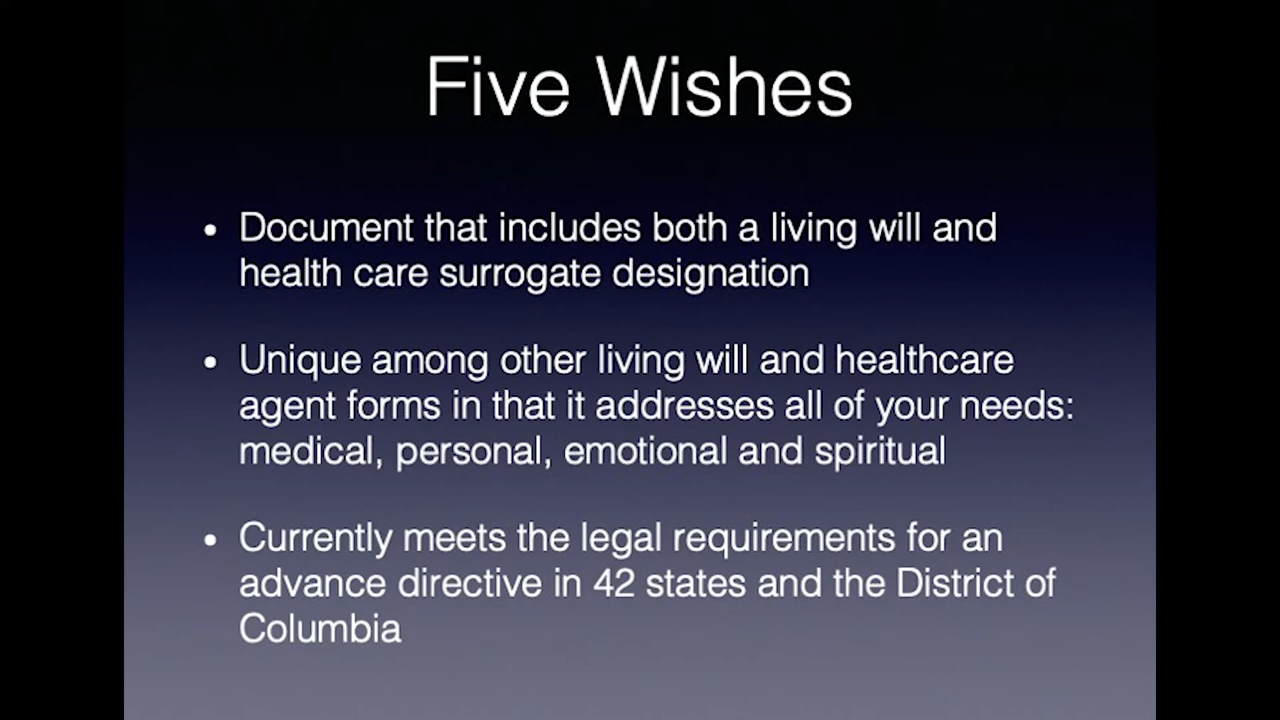 Five Wishes
• Document that includes both a living will and
health care surrogate designation
• Unique among other living will and healthcare
agent forms in that it addresses all of your needs:
medical, personal, emotional and spiritual
• Currently meets the legal requirements for an
advance directive in 42 states and the District of
Columbia